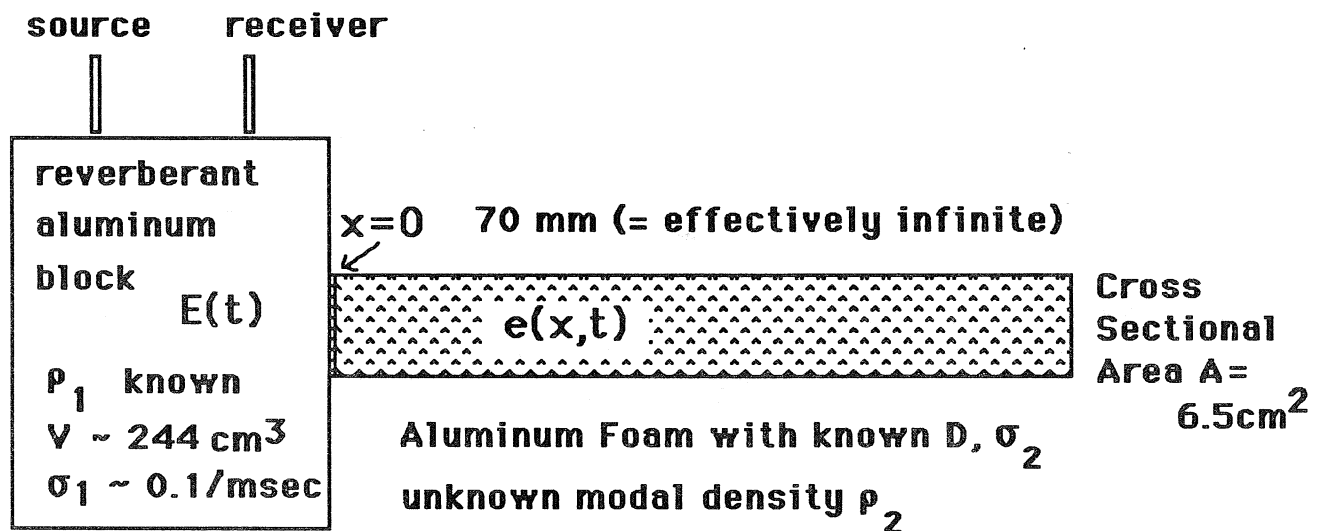 source receiver
reverberant
aluminum
block
E(t)
ρ₁ known
V ~ 244 cm³
σ₁ ~ 0.1/msec
x=0 70 mm (= effectively infinite)
e(x,t)
Cross
Sectional
Area A=
6.5cm²
Aluminum Foam with known D, σ₂
unknown modal density ρ₂